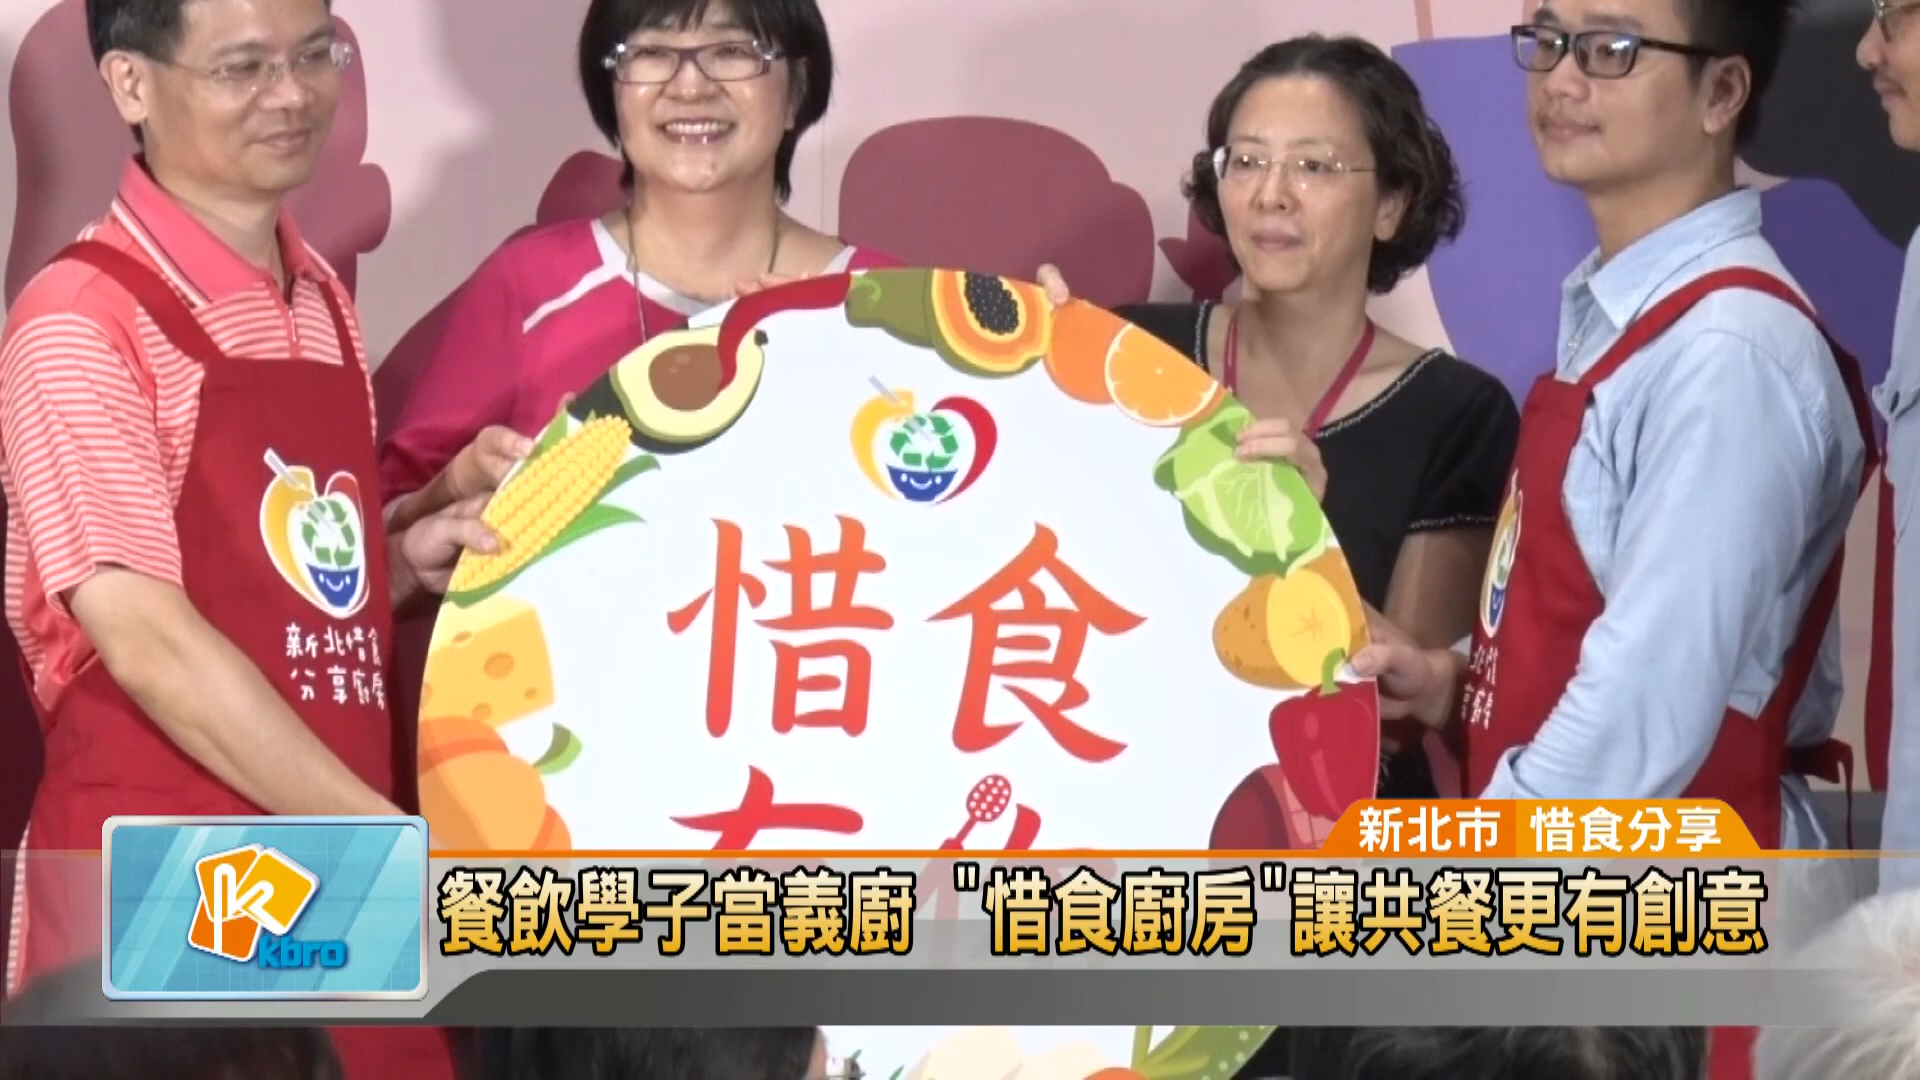 惜食
新北惜食
分享廚房
新北市 惜食分享
餐飲學子當義廚 "惜食廚房"讓共餐更有創意
kbro